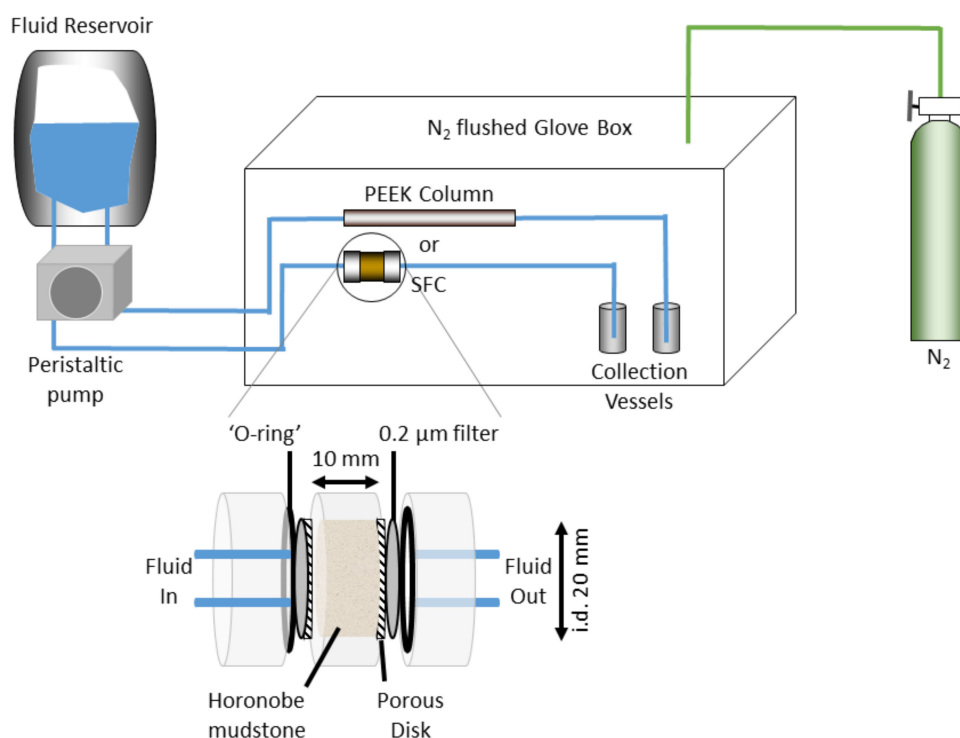 Fluid Reservoir
N₂ flushed Glove Box
PEEK Column
or
SFC
Peristaltic
pump
Collection
Vessels
N₂
'O-ring'
0.2 µm filter
10 mm
Fluid
In
Fluid
Out
i.d. 20 mm
Horonobe
mudstone
Porous
Disk